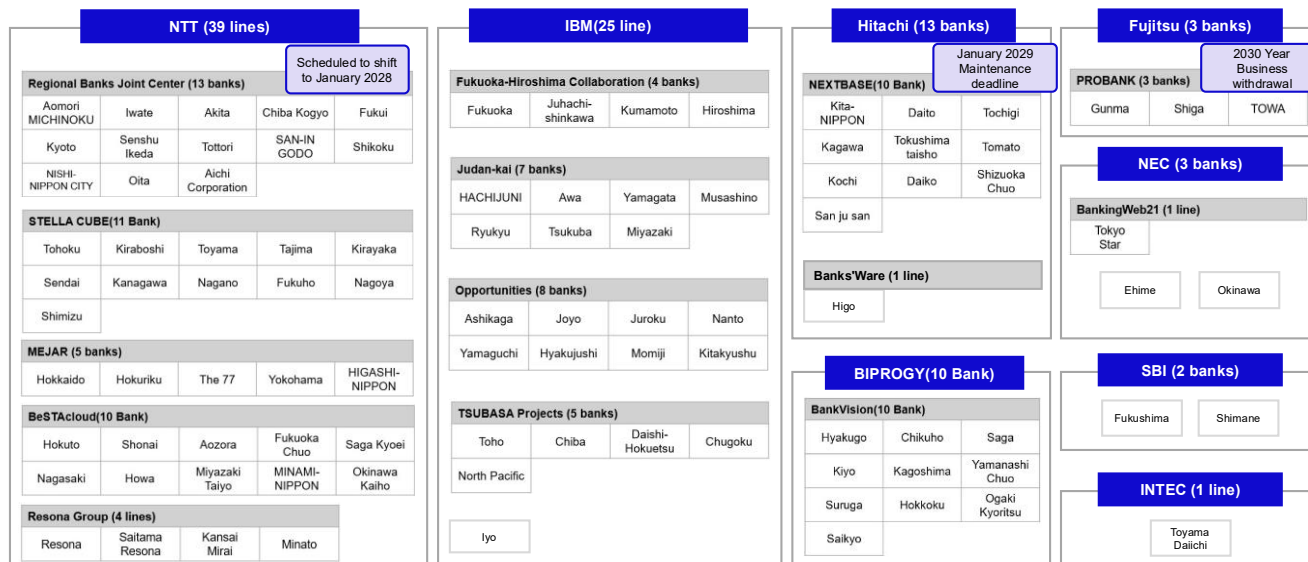 NTT (39 lines)
Scheduled to shift
to January 2028
Regional Banks Joint Center (13 banks)
Aomori
MICHINOKU
Iwate
Akita
Chiba Kogyo
Fukui
Kyoto
Senshu
Ikeda
Tottori
SAN-IN
GODO
Shikoku
NISHI-
NIPPON CITY
Oita
Aichi
Corporation
STELLA CUBE(11 Bank)
Tohoku
Kiraboshi
Toyama
Tajima
Kirayaka
Sendai
Kanagawa
Nagano
Fukuho
Nagoya
Shimizu
MEJAR (5 banks)
Hokkaido
Hokuriku
The 77
Yokohama
HIGASHI-
NIPPON
BeSTAcloud(10 Bank)
Hokuto
Shonai
Aozora
Fukuoka
Chuo
Saga Kyoei
Nagasaki
Howa
Miyazaki
Taiyo
MINAMI-
NIPPON
Okinawa
Kaiho
Resona Group (4 lines)
Resona
Saitama
Resona
Kansai
Mirai
Minato
IBM(25 line)
Fukuoka-Hiroshima Collaboration (4 banks)
Fukuoka
Juhachi-
shinkawa
Kumamoto
Hiroshima
Judan-kai (7 banks)
HACHIJUNI
Awa
Yamagata
Musashino
Ryukyu
Tsukuba
Miyazaki
Opportunities (8 banks)
Ashikaga
Joyo
Juroku
Nanto
Yamaguchi
Hyakujushi
Momiji
Kitakyushu
TSUBASA Projects (5 banks)
Toho
Chiba
Daishi-
Hokuetsu
Chugoku
North Pacific
Iyo
Hitachi (13 banks)
January 2029
Maintenance
deadline
NEXTBASE(10 Bank)
Kita-
NIPPON
Daito
Tochigi
Kagawa
Tokushima
taisho
Tomato
Kochi
Daiko
Shizuoka
Chuo
San ju san
Banks'Ware (1 line)
Higo
BIPROGY(10 Bank)
BankVision(10 Bank)
Hyakugo
Chikuho
Saga
Kiyo
Kagoshima
Yamanashi
Chuo
Suruga
Hokkoku
Ogaki
Kyoritsu
Saikyo
Fujitsu (3 banks)
2030 Year
Business
withdrawal
PROBANK (3 banks)
Gunma
Shiga
TOWA
NEC (3 banks)
BankingWeb21 (1 line)
Tokyo
Star
Ehime
Okinawa
SBI (2 banks)
Fukushima
Shimane
INTEC (1 line)
Toyama
Daiichi